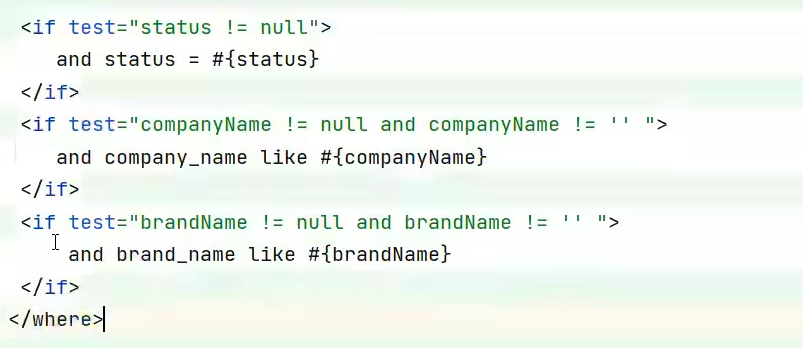 <if test="status != null">
and status = #{status}
</if>
<if test="companyName != null and companyName != '' ">
and company_name like #{companyName}
</if>
<if test="brandName != null and brandName != '' ">
and brand_name like #{brandName}
</if>
</where>